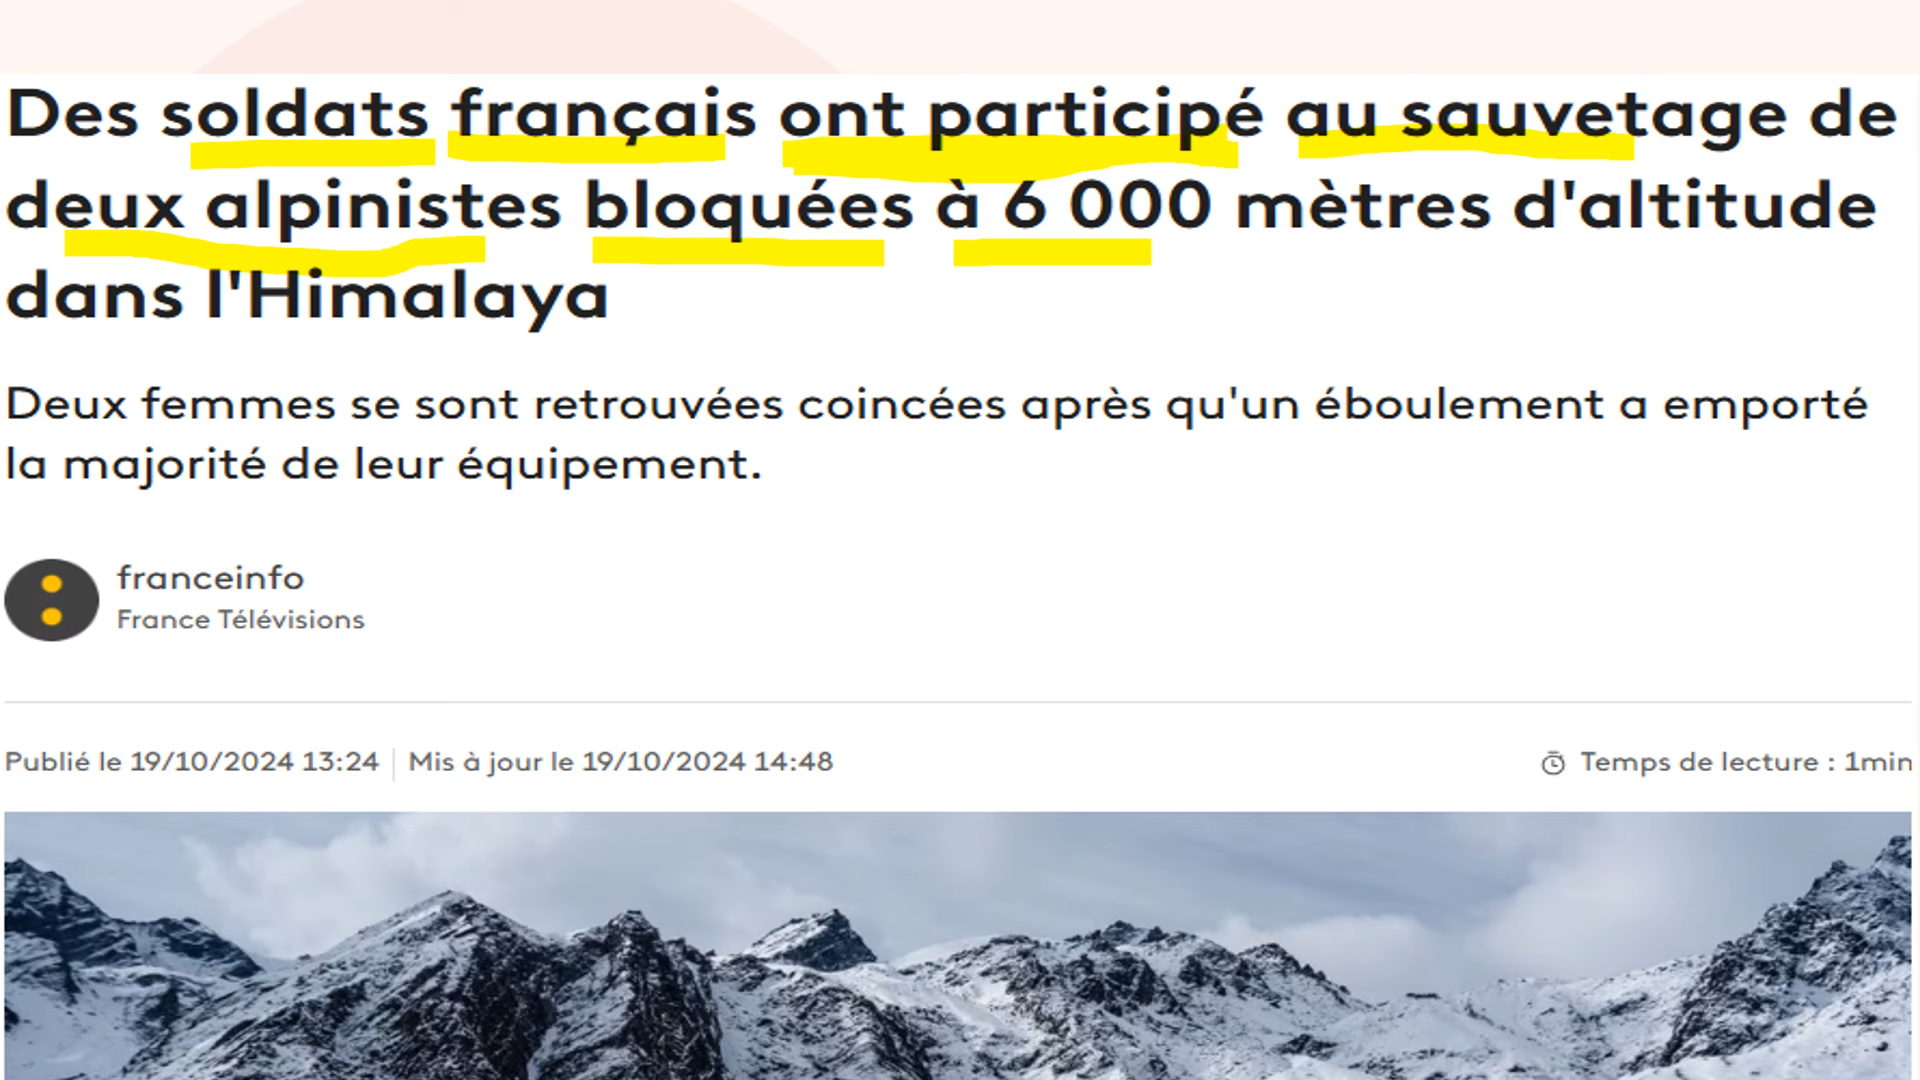 Des soldats français ont participé au sauvetage de
deux alpinistes bloquées à 6 000 mètres d'altitude
dans l'Himalaya
Deux femmes se sont retrouvées coincées après qu'un éboulement a emporté
la majorité de leur équipement.
franceinfo
France Télévisions
Publié le 19/10/2024 13:24 | Mis à jour le 19/10/2024 14:48
Temps de lecture : 1min